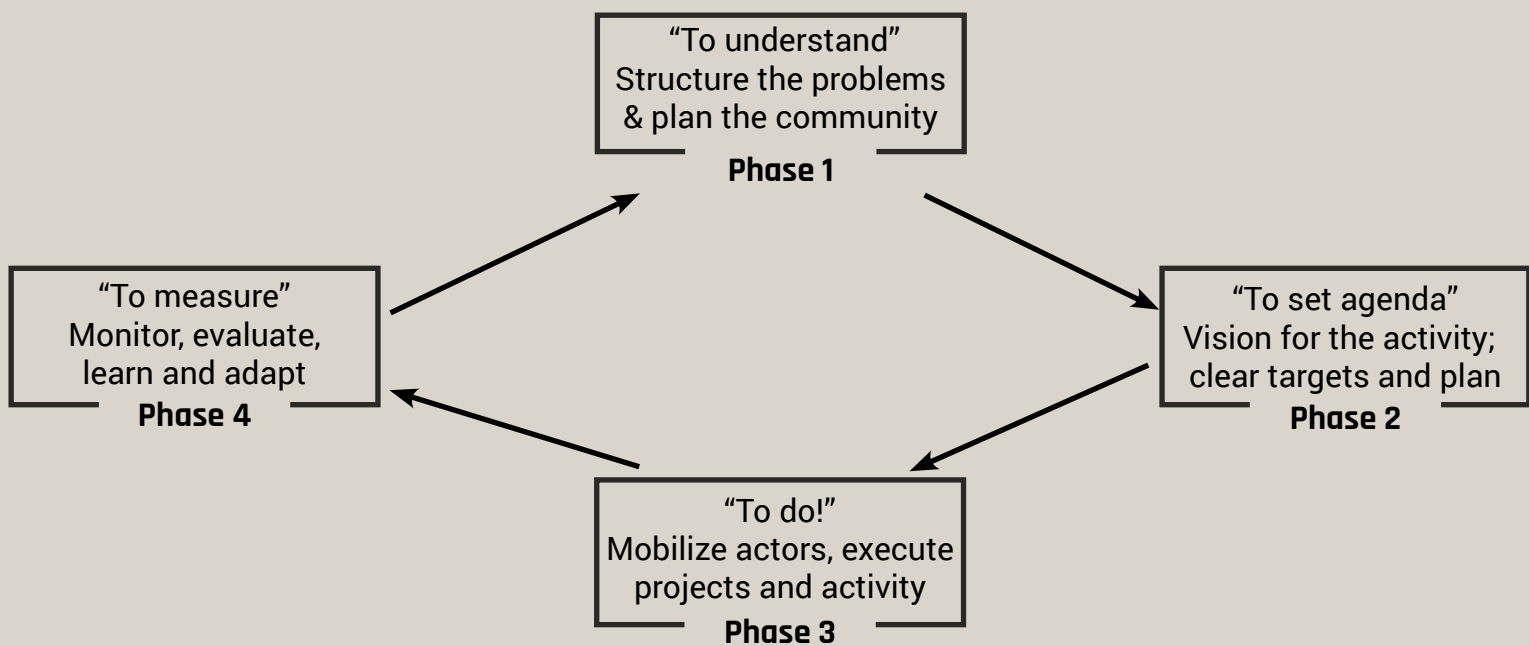 “To understand”
Structure the problems
& plan the community
Phase 1
“To set agenda”
Vision for the activity;
clear targets and plan
Phase 2
“To do!”
Mobilize actors, execute
projects and activity
Phase 3
“To measure”
Monitor, evaluate,
learn and adapt
Phase 4